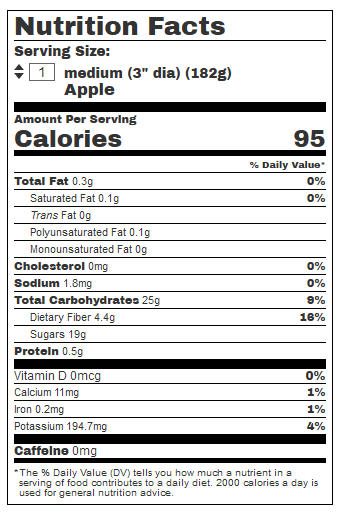 Nutrition Facts
Serving Size:
1 medium (3" dia) (182g)
Apple
Amount Per Serving
Calories 95
% Daily Value*
Total Fat 0.3g 0%
Saturated Fat 0.1g 0%
Trans Fat 0g
Polyunsaturated Fat 0.1g
Monounsaturated Fat 0g
Cholesterol 0mg 0%
Sodium 1.8mg 0%
Total Carbohydrates 25g 9%
Dietary Fiber 4.4g 16%
Sugars 19g
Protein 0.5g
Vitamin D 0mcg 0%
Calcium 11mg 1%
Iron 0.2mg 1%
Potassium 194.7mg 4%
Caffeine 0mg
*The % Daily Value (DV) tells you how much a nutrient in a
serving of food contributes to a daily diet. 2000 calories a day is
used for general nutrition advice.